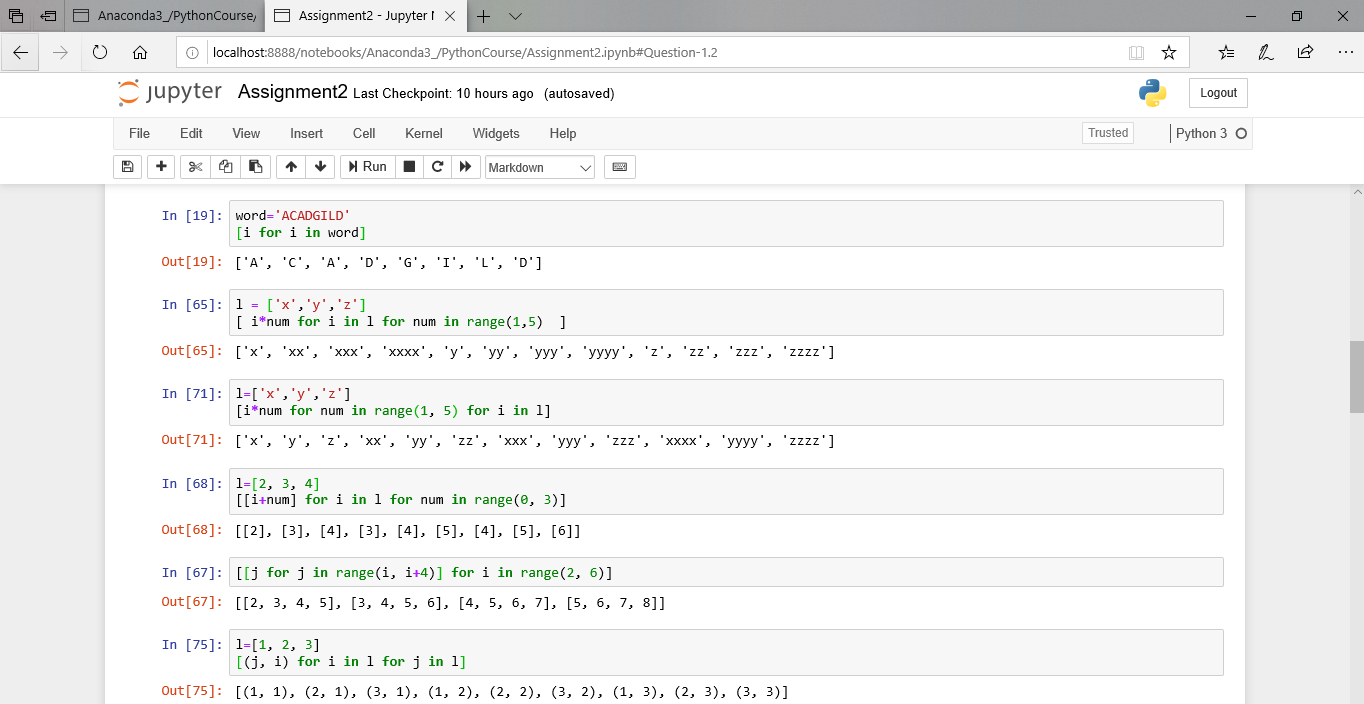 Anaconda3_/PythonCourse/
Assignment2 - Jupyter
localhost:8888/notebooks/Anaconda3_/PythonCourse/Assignment2.ipynb#Question-1.2
jupyter Assignment2 Last Checkpoint: 10 hours ago (autosaved)
Logout
File Edit View Insert Cell Kernel Widgets Help
Trusted
Python 3
Run
Markdown
In [19]: word='ACADGILD'
[i for i in word]
Out[19]: ['A', 'C', 'A', 'D', 'G', 'I', 'L', 'D']
In [65]: l = ['x','y','z']
[ i*num for i in l for num in range(1,5)  ]
Out[65]: ['x', 'xx', 'xxx', 'xxxx', 'y', 'yy', 'yyy', 'yyyy', 'z', 'zz', 'zzz', 'zzzz']
In [71]: l=['x','y','z']
[i*num for num in range(1, 5) for i in l]
Out[71]: ['x', 'y', 'z', 'xx', 'yy', 'zz', 'xxx', 'yyy', 'zzz', 'xxxx', 'yyyy', 'zzzz']
In [68]: l=[2, 3, 4]
[[i+num] for i in l for num in range(0, 3)]
Out[68]: [[2], [3], [4], [3], [4], [5], [4], [5], [6]]
In [67]: [[j for j in range(i, i+4)] for i in range(2, 6)]
Out[67]: [[2, 3, 4, 5], [3, 4, 5, 6], [4, 5, 6, 7], [5, 6, 7, 8]]
In [75]: l=[1, 2, 3]
[(j, i) for i in l for j in l]
Out[75]: [(1, 1), (2, 1), (3, 1), (1, 2), (2, 2), (3, 2), (1, 3), (2, 3), (3, 3)]